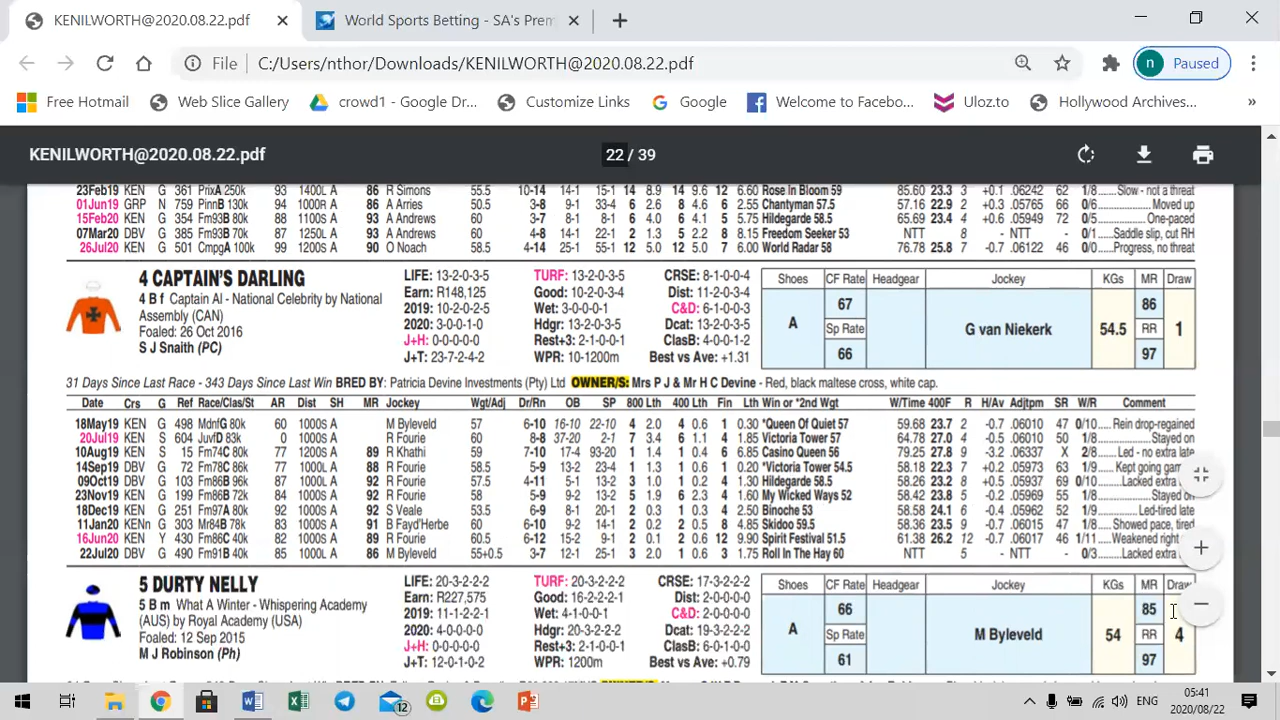 KENILWORTH@2020.08.22.pdf
World Sports Betting - SA's Prem
File C:/Users/nthor/Downloads/KENILWORTH@2020.08.22.pdf
n Paused
Free Hotmail Web Slice Gallery crowd1 - Google Dr... Customize Links Google Welcome to Facebo... Uloz.to Hollywood Archives... »
KENILWORTH@2020.08.22.pdf 22 / 39
23Feb19 KEN G 361 PrixA 250k 93 1400L A 86 R Simons 55.5 10-14 14-1 15-1 14 8.9 14 9.6 12 6.60 Rose In Bloom 59 85.60 23.3 3 +0.1 .06242 62 1/8 Slow - not a threat
01Jun19 GRP N 759 PinnB 130k 94 1000R A 86 A Arries 55.5 3-8 9-1 33-4 6 2.6 8 4.6 6 2.55 Chantyman 57.5 57.16 22.9 2 -0.3 .05765 66 1/2 Moved up
15Feb20 KEN G 354 Fm93B 80k 88 1100S A 93 A Andrews 60 3-7 8-1 8-1 6 4.0 6 4.1 5 5.75 Hildegarde 58.5 65.69 23.4 4 +0.6 .05949 72 0/6 One-paced
07Mar20 DBV G 385 Fm93B 70k 87 1250L A 93 A Andrews 60 8-14 14-1 22-1 2 1.3 5 2.2 8 8.15 Freedom Seeker 53 NTT 8 - NTT - 0/1 Saddle slip, cut RH
26Jul20 KEN G 501 CmpgA 100k 99 1200S A 90 O Noach 58.5 4-14 25-1 55-1 12 5.0 12 5.0 7 6.00 World Radar 58 76.78 25.8 7 -0.7 .06122 46 0/0 Progress, no threat
4 CAPTAIN'S DARLING
4 B f Captain Al - National Celebrity by National
Assembly (CAN)
Foaled: 26 Oct 2016
S J Snaith (PC)
LIFE: 13-2-0-3-5 TURF: 13-2-0-3-5 CRSE: 8-1-0-0-4
Earn: R148,125 Good: 10-2-0-3-4 Dist: 11-2-0-3-4
2019: 10-2-0-2-5 Wet: 3-0-0-0-1 C&D: 6-1-0-0-3
2020: 3-0-0-1-0 Hdgr: 13-2-0-3-5 Dcat: 13-2-0-3-5
J+H: 0-0-0-0-0 Rest+3: 2-1-0-0-1 ClasB: 4-0-0-1-2
J+T: 23-7-2-4-2 WPR: 10-1200m Best vs Ave: +1.31
Shoes CF Rate Headgear Jockey KGs MR Draw
A 67 Sp Rate 66 G van Niekerk 54.5 86 RR 97 1
31 Days Since Last Race - 343 Days Since Last Win BRED BY: Patricia Devine Investments (Pty) Ltd OWNER/S: Mrs P J & Mr H C Devine - Red, black maltese cross, white cap.
Date Crs G Ref Race/Clas/St AR Dist SH MR Jockey Wgt/Adj Dr/Rn OB SP 800 Lth 400 Lth Fin Lth Win or *2nd Wgt W/Time 400F R H/Av Adjtpm SR W/R Comment
18May19 KEN G 498 MdnfG 80k 60 1000S A M Byleveld 57 6-10 16-10 22-10 4 2.0 4 0.6 1 0.30 *Queen Of Quiet 57 59.68 23.7 2 -0.5 .06010 47 0/10 Rein drop-regained
20Jul19 KEN S 604 JuvfD 83k 0 1000S A R Fourie 60 8-8 37-20 2-1 7 3.4 6 1.1 4 1.85 Victoria Tower 57 64.78 27.0 4 -0.6 .06010 51 1/8 Stayed on
10Aug19 KEN S 15 Fm74C 80k 77 1200S A 89 R Khathi 59 7-10 17-4 93-20 1 1.4 1 0.4 6 6.85 Casino Queen 56 79.25 27.8 9 -3.2 .06337 X 2/8 Led - no extra late
14Sep19 DBV G 72 Fm78C 86k 77 1000L A 88 R Fourie 58.5 5-9 13-2 23-4 1 1.3 1 0.6 1 0.20 *Victoria Tower 54.5 58.18 22.3 7 +0.2 .05973 63 1/9 Kept going gam
09Oct19 DBV G 103 Fm86B 96k 87 1000L A 92 R Fourie 57.5 4-11 5-1 13-2 3 1.0 1 0.2 4 1.30 Hildegarde 58.5 58.26 23.2 8 +0.5 .05937 69 0/10 Lacked extra l
23Nov19 KEN G 199 Fm86B 72k 84 1000S A 92 R Fourie 58 5-9 9-2 13-2 5 1.9 6 2.3 4 1.60 My Wicked Ways 52 58.42 23.8 5 -0.2 .05969 55 1/9 Stayed on
18Dec19 KEN G 251 Fm97A 80k 83 1000S A 92 S Veale 53.5 6-9 8-1 20-1 2 0.3 1 0.3 4 2.50 Binoche 53 58.58 24.1 6 -0.4 .05962 59 1/9 Led-tired late
11Jan20 KENn G 303 Mr84B 78k 82 1000S A 91 B Fayd'Herbe 60 6-10 9-2 14-1 2 0.6 2 0.5 8 4.85 Skidoo 59.5 58.36 23.5 9 -0.7 .06015 47 1/8 Showed pace, tired
16Jun20 KEN Y 430 Fm86C 40k 82 1000S A 89 R Fourie 60.5 6-12 15-2 9-1 2 0.1 2 0.6 12 9.90 Spirit Festival 51.5 61.38 26.2 12 -0.7 .06017 46 1/11 Weakened right
22Jul20 DBV G 490 Fm91B 40k 85 1000L A 86 M Byleveld 55+0.5 3-7 12-1 25-1 3 2.0 1 0.6 3 1.75 Roll In The Hay 60 NTT 5 - NTT - 0/3 Lacked extra
5 DURTY NELLY
5 B m What A Winter - Whispering Academy
(AUS) by Royal Academy (USA)
Foaled: 12 Sep 2015
M J Robinson (Ph)
LIFE: 20-3-2-2-2 TURF: 20-3-2-2-2 CRSE: 17-3-2-2-2
Earn: R227,575 Good: 16-2-2-2-1 Dist: 2-0-0-0-0
2019: 11-1-2-2-1 Wet: 4-1-0-0-1 C&D: 2-0-0-0-0
2020: 4-0-0-0-0 Hdgr: 20-3-2-2-2 Dcat: 19-3-2-2-2
J+H: 0-0-0-0-0 Rest+3: 2-1-0-0-1 ClasB: 6-0-1-0-0
J+T: 12-0-1-0-2 WPR: 1200m Best vs Ave: +0.79
Shoes CF Rate Headgear Jockey KGs MR Draw
A 66 Sp Rate 61 M Byleveld 54 85 RR 97 4
12 ENG 05:41
2020/08/22